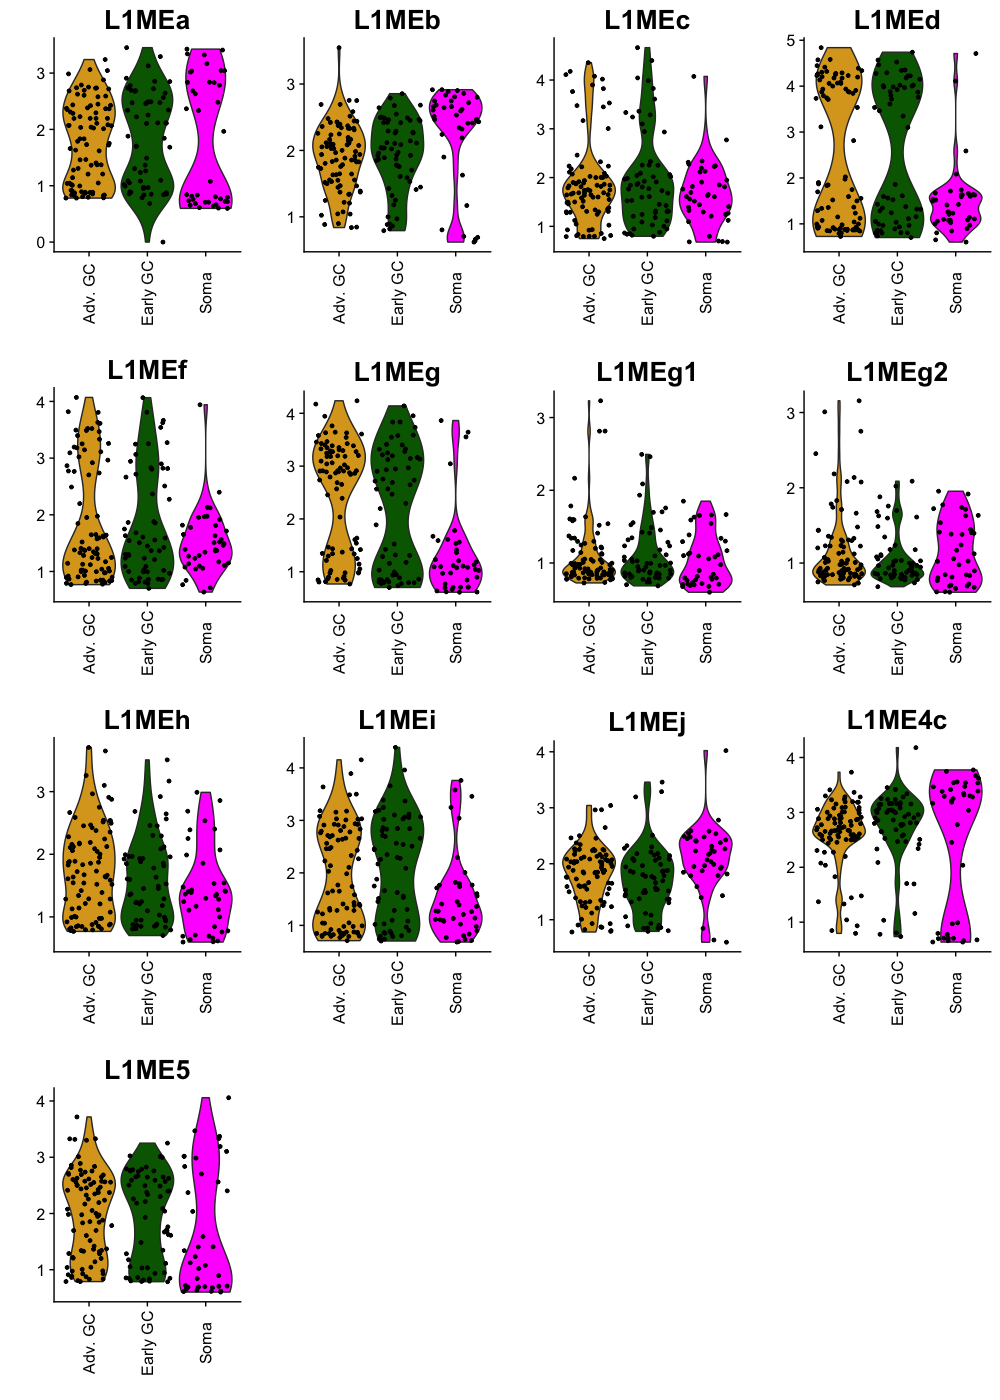 L1MEa L1MEb L1MEc L1MEd
3 2 1 0
3 2 1
4 3 2 1
5 4 3 2 1
Adv. GC Early GC Soma Adv. GC Early GC Soma Adv. GC Early GC Soma Adv. GC Early GC Soma
L1MEf L1MEg L1MEg1 L1MEg2
4 3 2 1
4 3 2 1
3 2 1
3 2 1
Adv. GC Early GC Soma Adv. GC Early GC Soma Adv. GC Early GC Soma Adv. GC Early GC Soma
L1MEh L1MEi L1MEj L1ME4c
3 2 1
4 3 2 1
4 3 2 1
4 3 2 1
Adv. GC Early GC Soma Adv. GC Early GC Soma Adv. GC Early GC Soma Adv. GC Early GC Soma
L1ME5
4 3 2 1
Adv. GC Early GC Soma